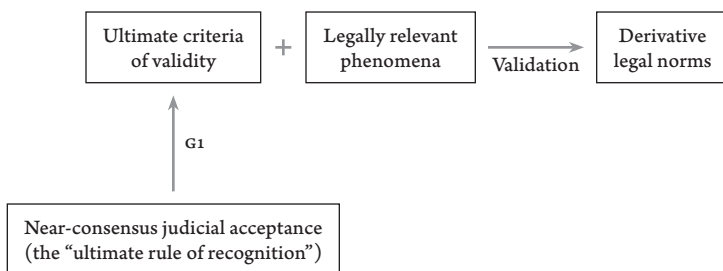 Ultimate criteria
of validity
+
Legally relevant
phenomena
Validation
Derivative
legal norms
G1
Near-consensus judicial acceptance
(the “ultimate rule of recognition”)